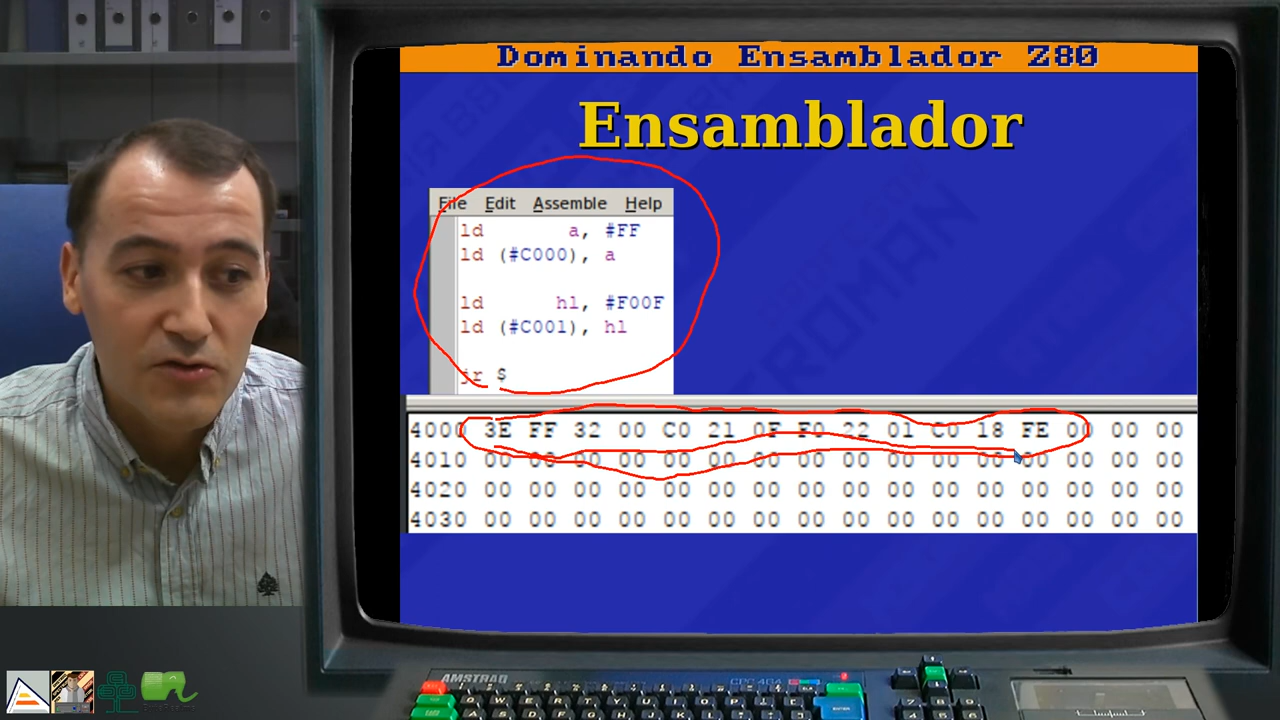 Dominando Ensamblador Z80
Ensamblador
File Edit Assemble Help
ld a, #FF
ld (#C000), a
ld hl, #F00F
ld (#C001), hl
jr $
4000 3E FF 32 00 C0 21 0F F0 22 01 C0 18 FE 00 00 00
4010 00 00 00 00 00 00 00 00 00 00 00 00 00 00 00 00
4020 00 00 00 00 00 00 00 00 00 00 00 00 00 00 00 00
4030 00 00 00 00 00 00 00 00 00 00 00 00 00 00 00 00
AMSTRAD